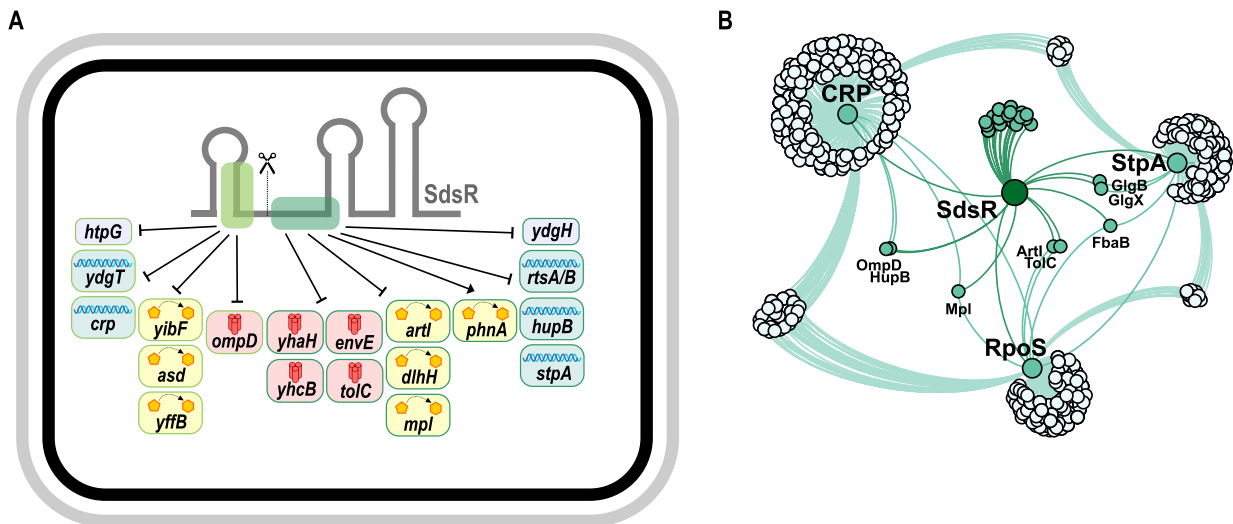 A
SdsR
htpG
ydgT
crp
yibF
asd
yffB
ompD
yhaH
yhcB
envE
tolC
artI
dlhH
mpl
phnA
ydgH
rtsA/B
hupB
stpA
B
CRP
StpA
GlgB
GlgX
SdsR
FbaB
OmpD
HupB
ArtI
TolC
Mpl
RpoS